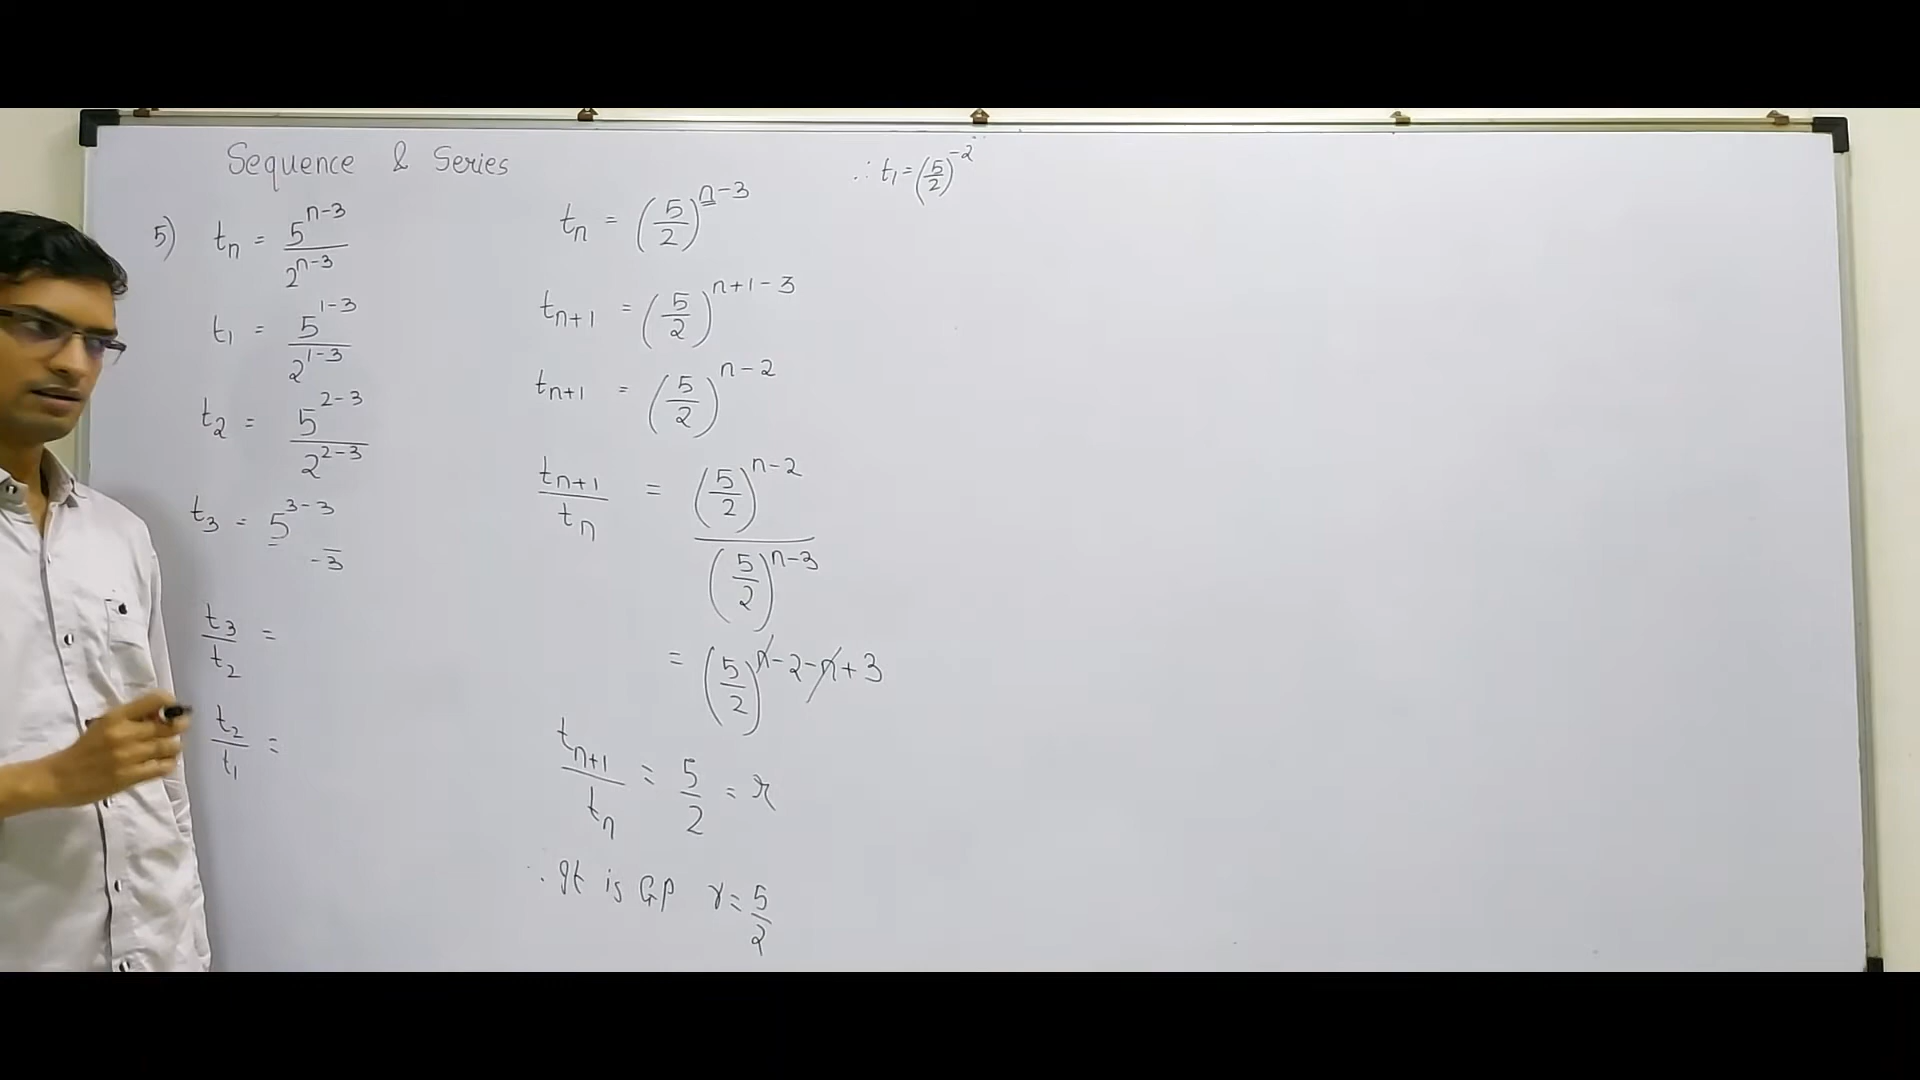 Sequence & Series
5) tn = 5^(n-3) / 2^(n-3)
t1 = 5^(1-3) / 2^(1-3)
t2 = 5^(2-3) / 2^(2-3)
t3 = 5^(3-3)
-3
t3/t2 =
t2/t1 =
tn = (5/2)^(n-3)
tn+1 = (5/2)^(n+1-3)
tn+1 = (5/2)^(n-2)
tn+1/tn = (5/2)^(n-2) / (5/2)^(n-3)
= (5/2)^(n-2-n+3)
tn+1/tn = 5/2 = r
∴ It is GP r = 5/2
∴ t1 = (5/2)^(-2)